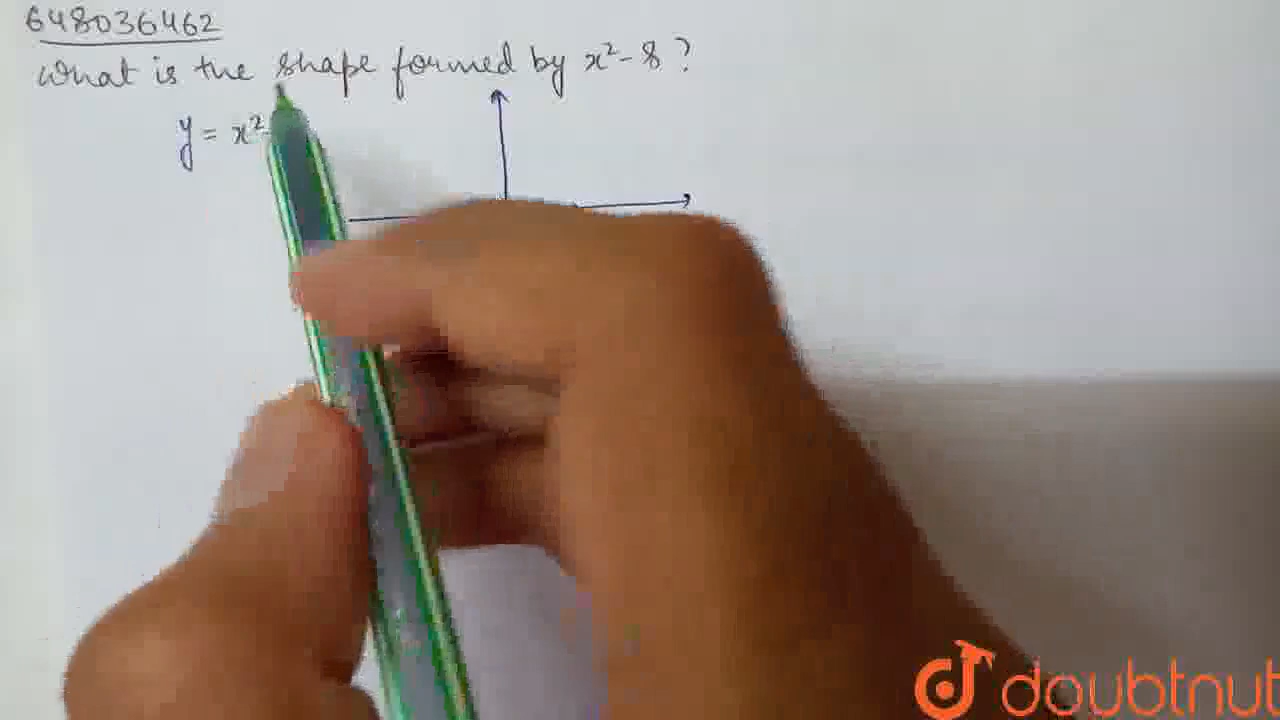 648036462
What is the shape formed by x² - 8 ?
y = x²
doubtnut